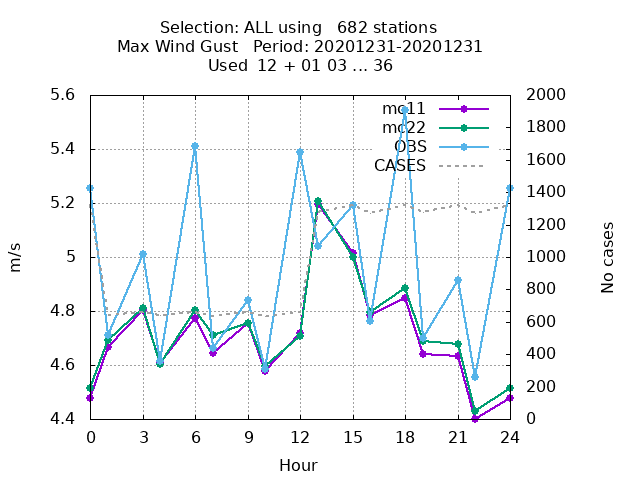 Selection: ALL using   682 stations
Max Wind Gust   Period: 20201231-20201231
Used  12 + 01 03 ... 36
5.6
5.4
5.2
5
4.8
4.6
4.4
m/s
2000
1800
1600
1400
1200
1000
800
600
400
200
0
No cases
mc11
mc22
OBS
CASES
0 3 6 9 12 15 18 21 24
Hour